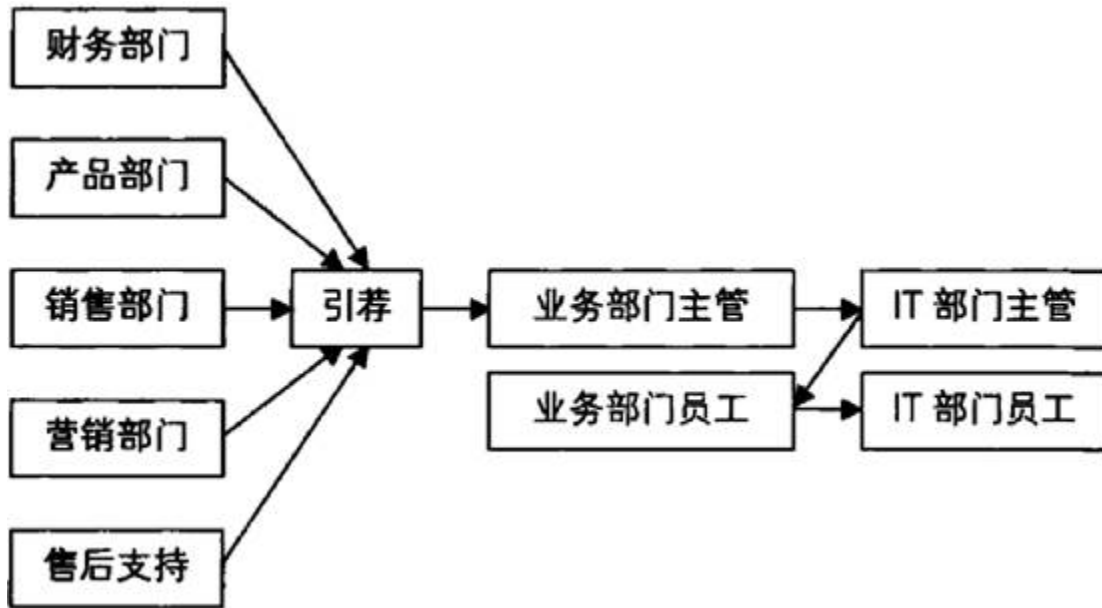 财务部门
产品部门
销售部门
引荐
业务部门主管
IT 部门主管
业务部门员工
IT 部门员工
营销部门
售后支持